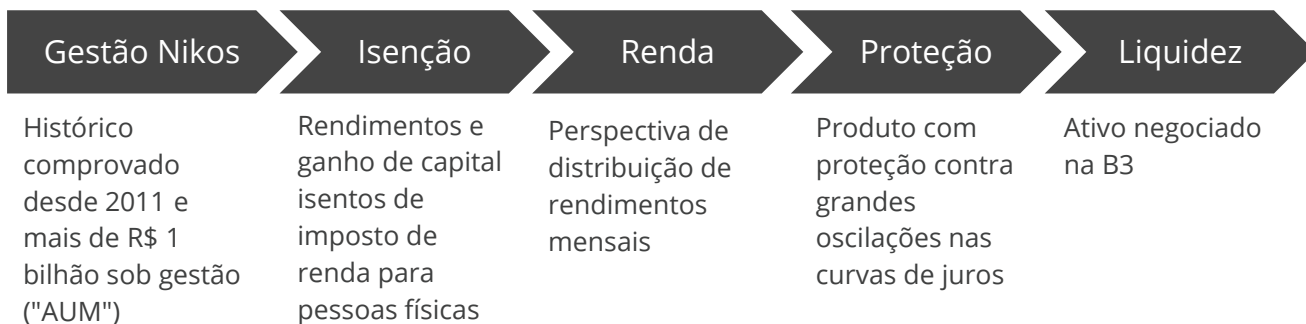 Gestão Nikos
Histórico
comprovado
desde 2011 e
mais de R$ 1
bilhão sob gestão
("AUM")
Isenção
Rendimentos e
ganho de capital
isentos de
imposto de
renda para
pessoas físicas
Renda
Perspectiva de
distribuição de
rendimentos
mensais
Proteção
Produto com
proteção contra
grandes
oscilações nas
curvas de juros
Liquidez
Ativo negociado
na B3